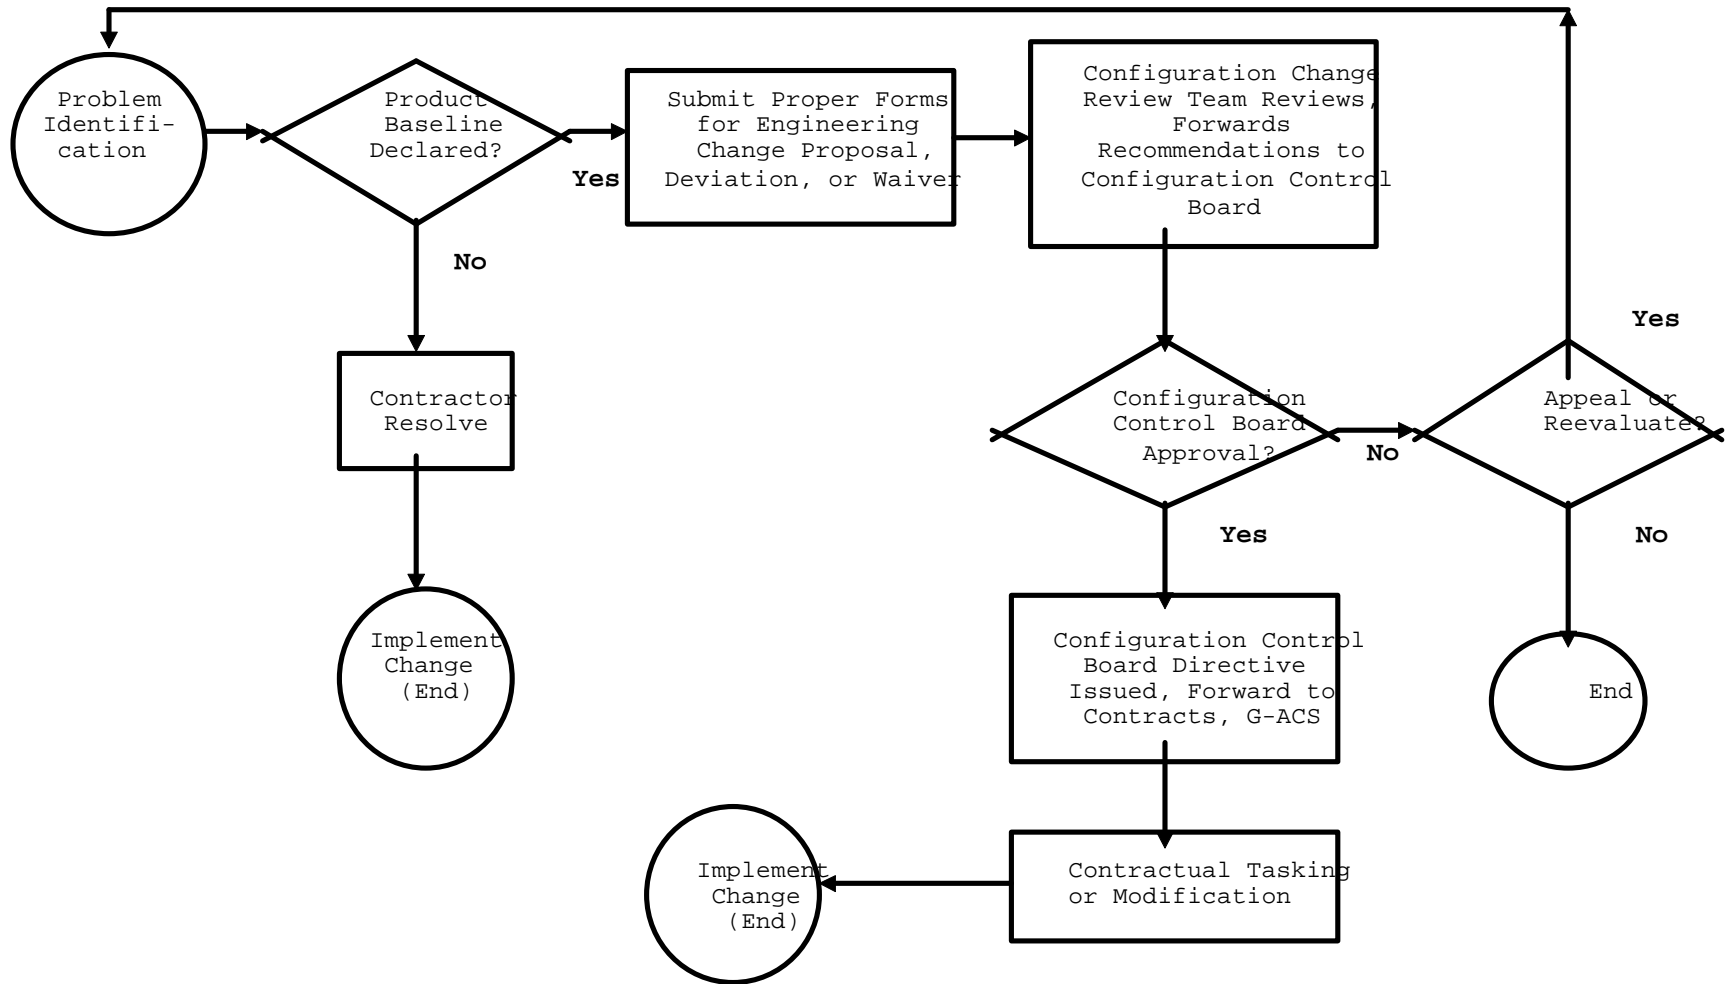 Problem
Identifi-
cation
Product
Baseline
Declared?
Yes
Submit Proper Forms
for Engineering
Change Proposal,
Deviation, or Waiver
Configuration Change
Review Team Reviews,
Forwards
Recommendations to
Configuration Control
Board
No
Contractor
Resolve
Implement
Change
(End)
Configuration
Control Board
Approval?
No
Appeal or
Reevaluate?
Yes
Yes
No
Configuration Control
Board Directive
Issued, Forward to
Contracts, G-ACS
End
Contractual Tasking
or Modification
Implement
Change
(End)